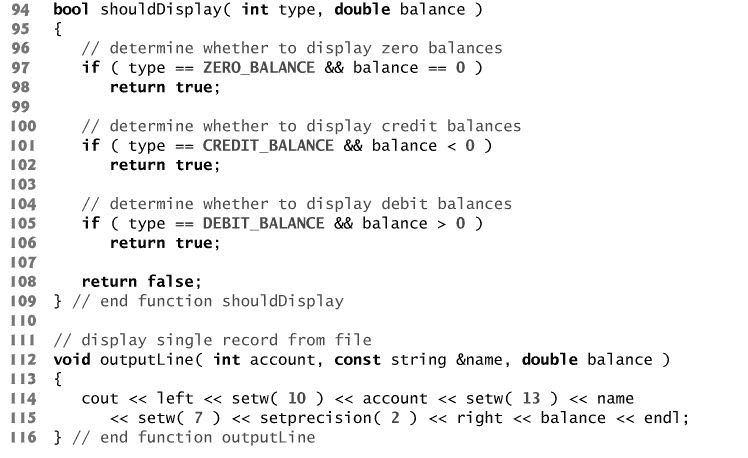 94 bool shouldDisplay( int type, double balance )
95 {
96    // determine whether to display zero balances
97    if ( type == ZERO_BALANCE && balance == 0 )
98       return true;
99
100    // determine whether to display credit balances
101    if ( type == CREDIT_BALANCE && balance < 0 )
102       return true;
103
104    // determine whether to display debit balances
105    if ( type == DEBIT_BALANCE && balance > 0 )
106       return true;
107
108    return false;
109 } // end function shouldDisplay
110
111 // display single record from file
112 void outputLine( int account, const string &name, double balance )
113 {
114    cout << left << setw( 10 ) << account << setw( 13 ) << name
115       << setw( 7 ) << setprecision( 2 ) << right << balance << endl;
116 } // end function outputLine